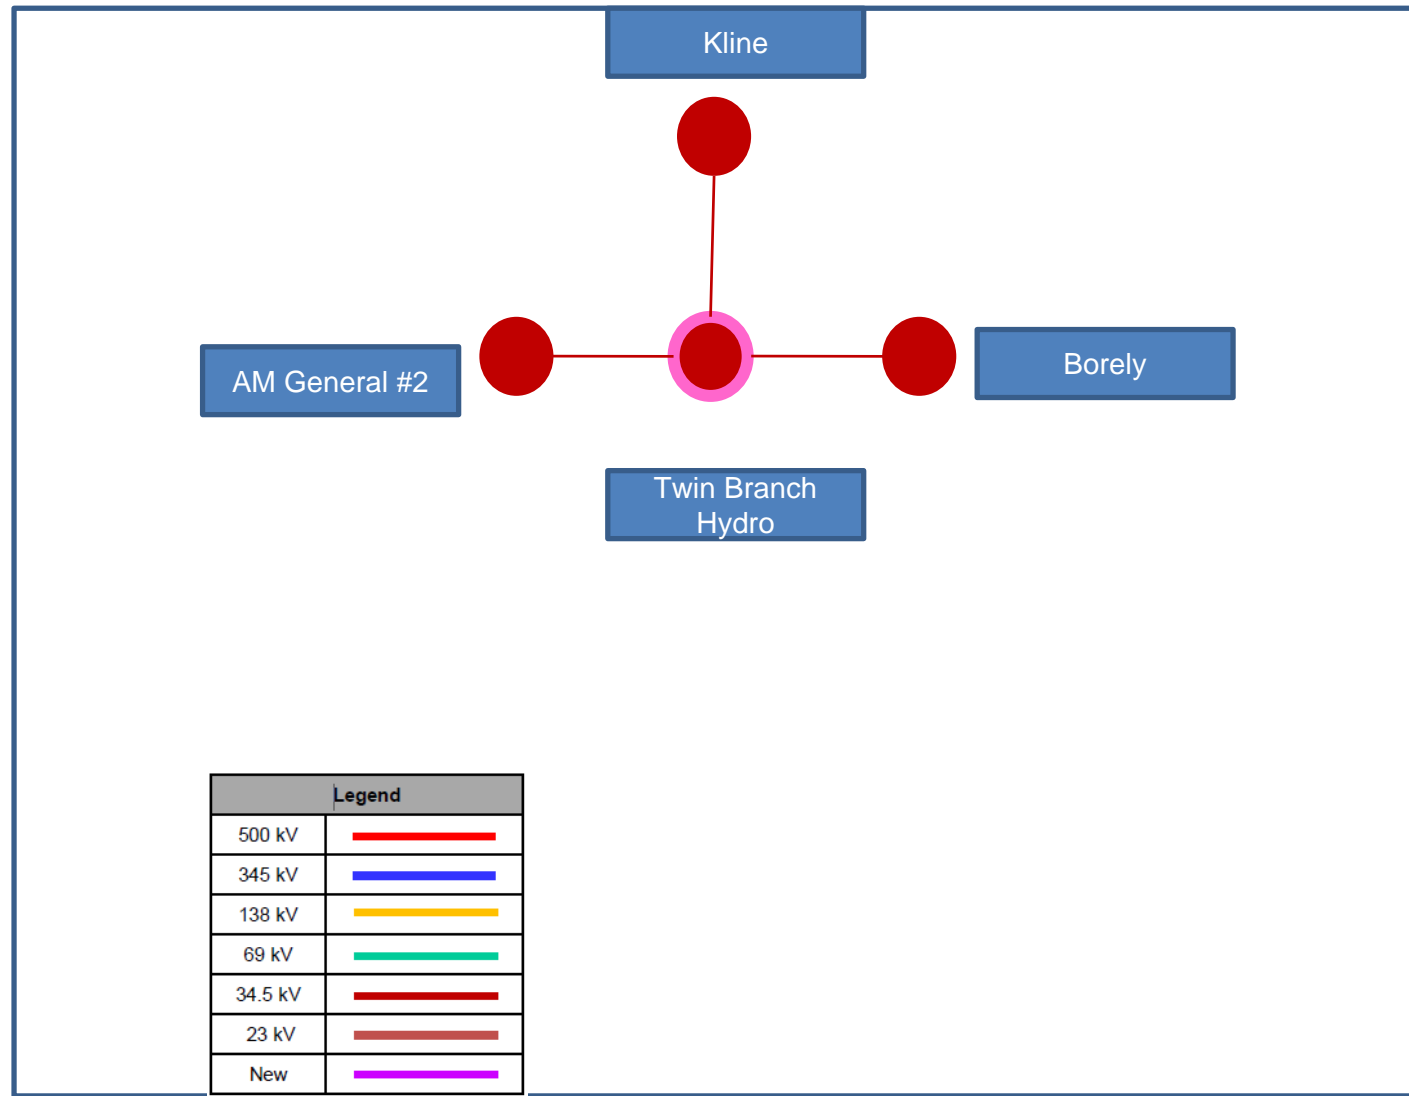 Kline
AM General #2
Borely
Twin Branch
Hydro
Legend
500 kV
345 kV
138 kV
69 kV
34.5 kV
23 kV
New